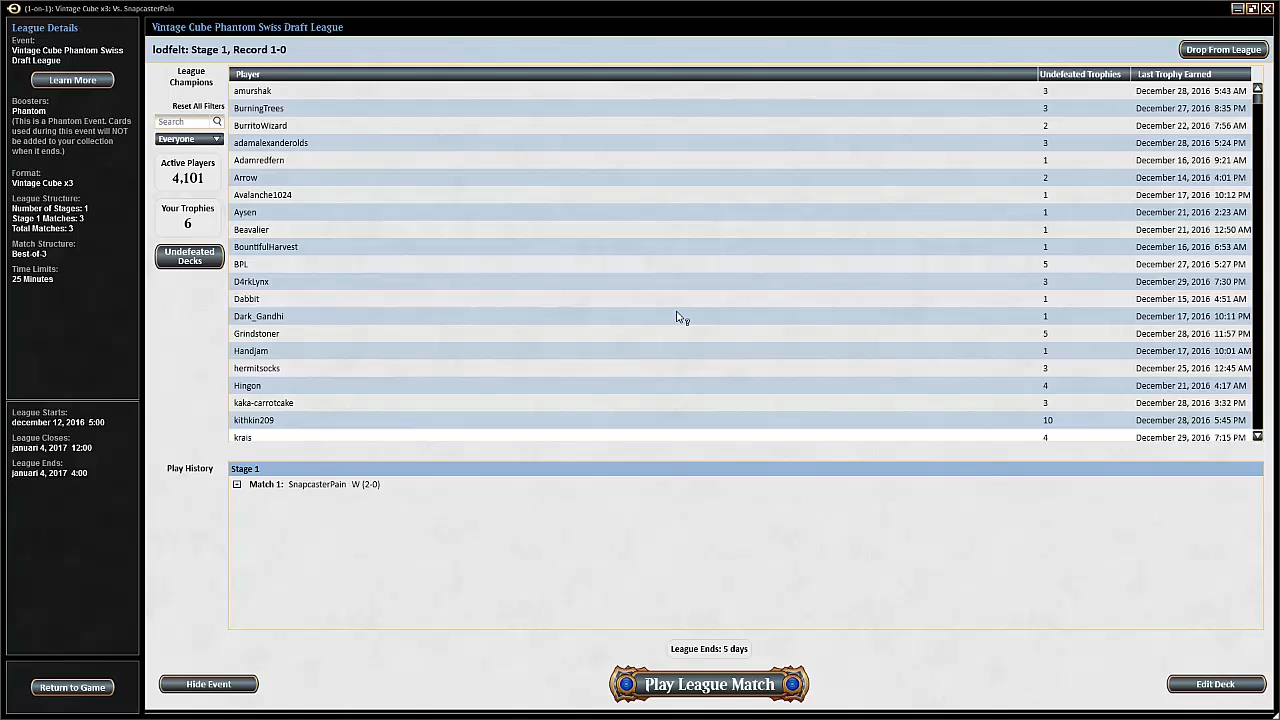 (1-on-1): Vintage Cube x3: Vs. SnapcasterPain
League Details
Event:
Vintage Cube Phantom Swiss
Draft League
Learn More
Boosters:
Phantom
(This is a Phantom Event. Cards
used during this event will NOT
be added to your collection
when it ends.)
Format:
Vintage Cube x3
League Structure:
Number of Stages: 1
Stage 1 Matches: 3
Total Matches: 3
Match Structure:
Best-of-3
Time Limits:
25 Minutes
League Starts:
december 12, 2016 5:00
League Closes:
januari 4, 2017 12:00
League Ends:
januari 4, 2017 4:00
Return to Game
Vintage Cube Phantom Swiss Draft League
lodfelt: Stage 1, Record 1-0
Drop From League
League
Champions
Reset All Filters
Search
Everyone
Active Players
4,101
Your Trophies
6
Undefeated
Decks
Player Undefeated Trophies Last Trophy Earned
amurshak 3 December 28, 2016 5:43 AM
BurningTrees 3 December 27, 2016 8:35 PM
BurritoWizard 2 December 22, 2016 7:56 AM
adamalexanderolds 3 December 28, 2016 5:24 PM
Adamredfern 1 December 16, 2016 9:21 AM
Arrow 2 December 14, 2016 4:01 PM
Avalanche1024 1 December 17, 2016 10:12 PM
Aysen 1 December 21, 2016 2:23 AM
Beavalier 1 December 21, 2016 12:50 AM
BountifulHarvest 1 December 16, 2016 6:53 AM
BPL 5 December 27, 2016 5:27 PM
D4rkLynx 3 December 29, 2016 7:30 PM
Dabbit 1 December 15, 2016 4:51 AM
Dark_Gandhi 1 December 17, 2016 10:11 PM
Grindstoner 5 December 28, 2016 11:57 PM
Handjam 1 December 17, 2016 10:01 AM
hermitsocks 3 December 25, 2016 12:45 AM
Hingon 4 December 21, 2016 4:17 AM
kaka-carrotcake 3 December 28, 2016 3:32 PM
kithkin209 10 December 28, 2016 5:45 PM
krais 4 December 29, 2016 7:15 PM
Play History
Stage 1
Match 1: SnapcasterPain W (2-0)
League Ends: 5 days
Hide Event
Play League Match
Edit Deck